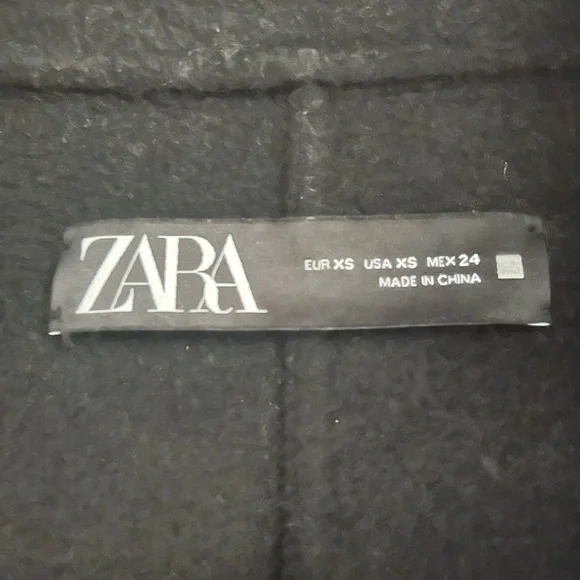 ZARA
EUR XS USA XS MEX 24
MADE IN CHINA